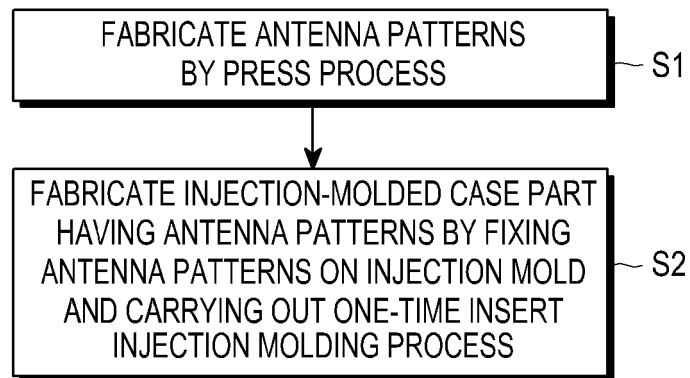 FABRICATE ANTENNA PATTERNS
BY PRESS PROCESS
S1
FABRICATE INJECTION-MOLDED CASE PART
HAVING ANTENNA PATTERNS BY FIXING
ANTENNA PATTERNS ON INJECTION MOLD
AND CARRYING OUT ONE-TIME INSERT
INJECTION MOLDING PROCESS
S2